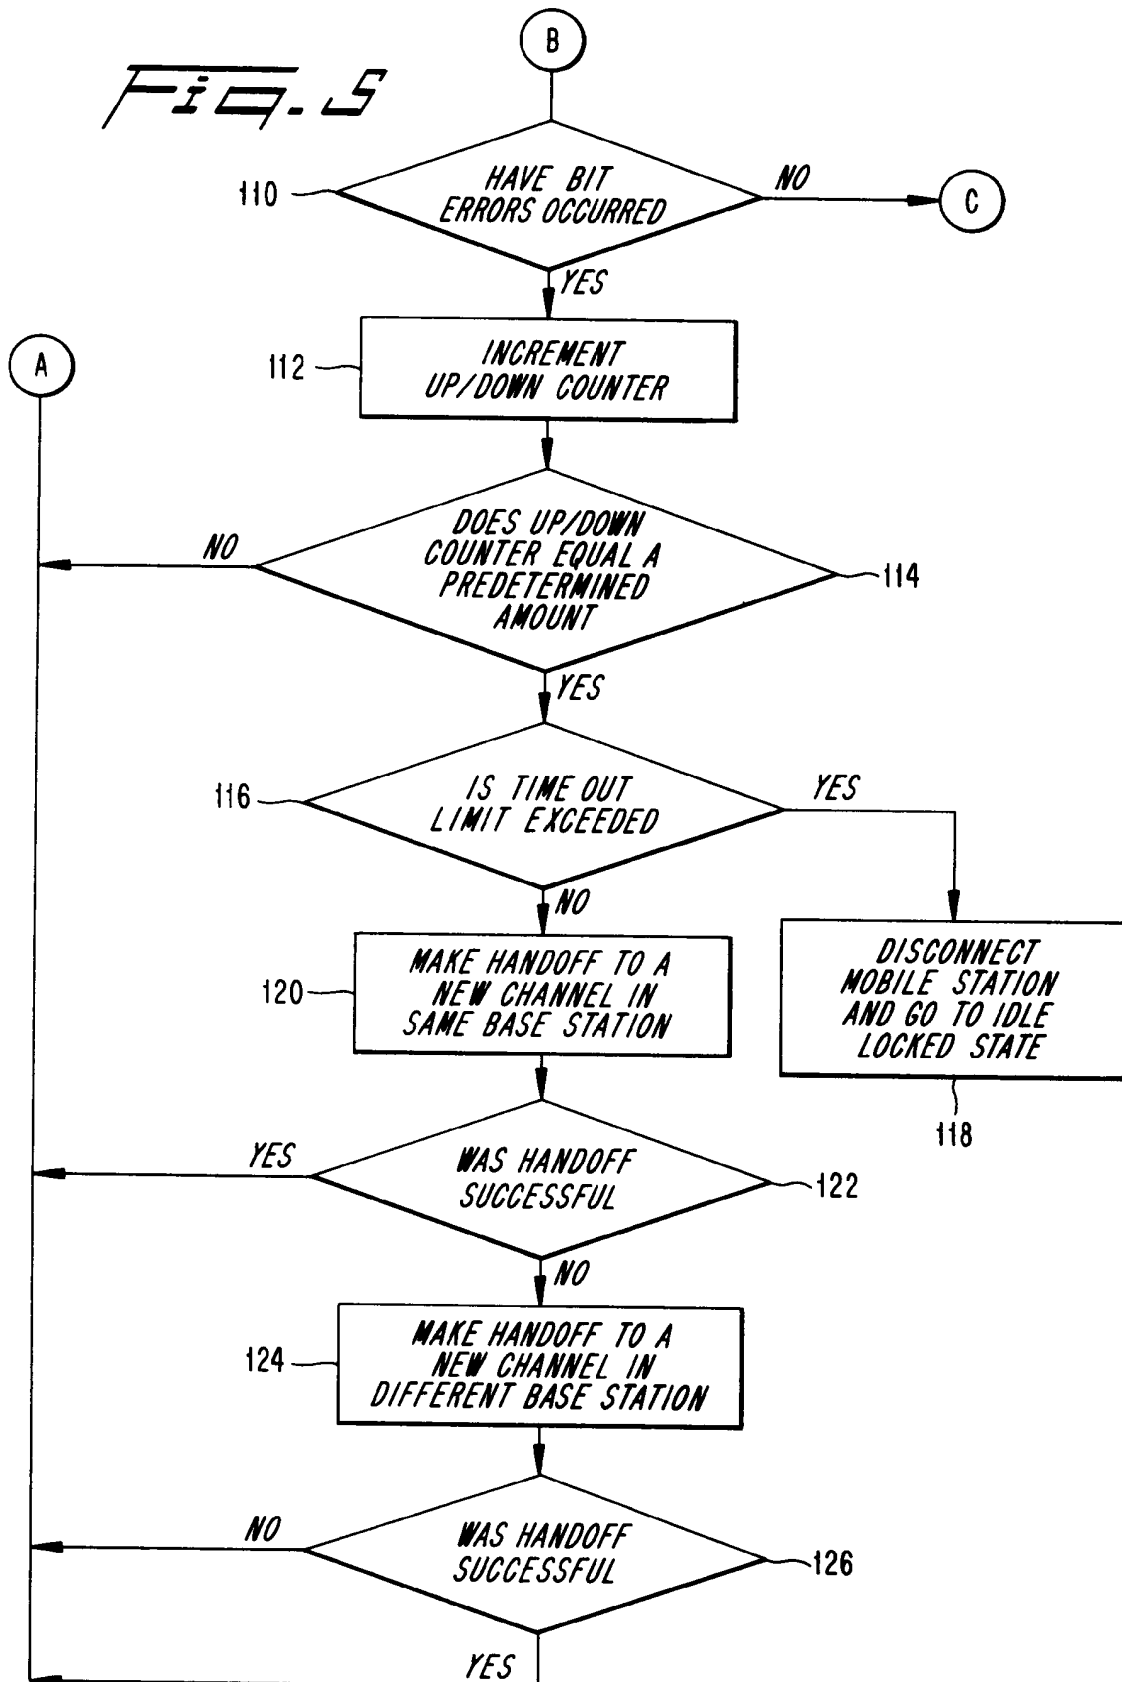 B
Fig. 5
110
HAVE BIT
ERRORS OCCURRED
NO
C
YES
A
112
INCREMENT
UP/DOWN COUNTER
NO
DOES UP/DOWN
COUNTER EQUAL A
PREDETERMINED
AMOUNT
114
YES
116
IS TIME OUT
LIMIT EXCEEDED
YES
NO
120
MAKE HANDOFF TO A
NEW CHANNEL IN
SAME BASE STATION
DISCONNECT
MOBILE STATION
AND GO TO IDLE
LOCKED STATE
118
YES
WAS HANDOFF
SUCCESSFUL
122
NO
124
MAKE HANDOFF TO A
NEW CHANNEL IN
DIFFERENT BASE STATION
NO
WAS HANDOFF
SUCCESSFUL
126
YES